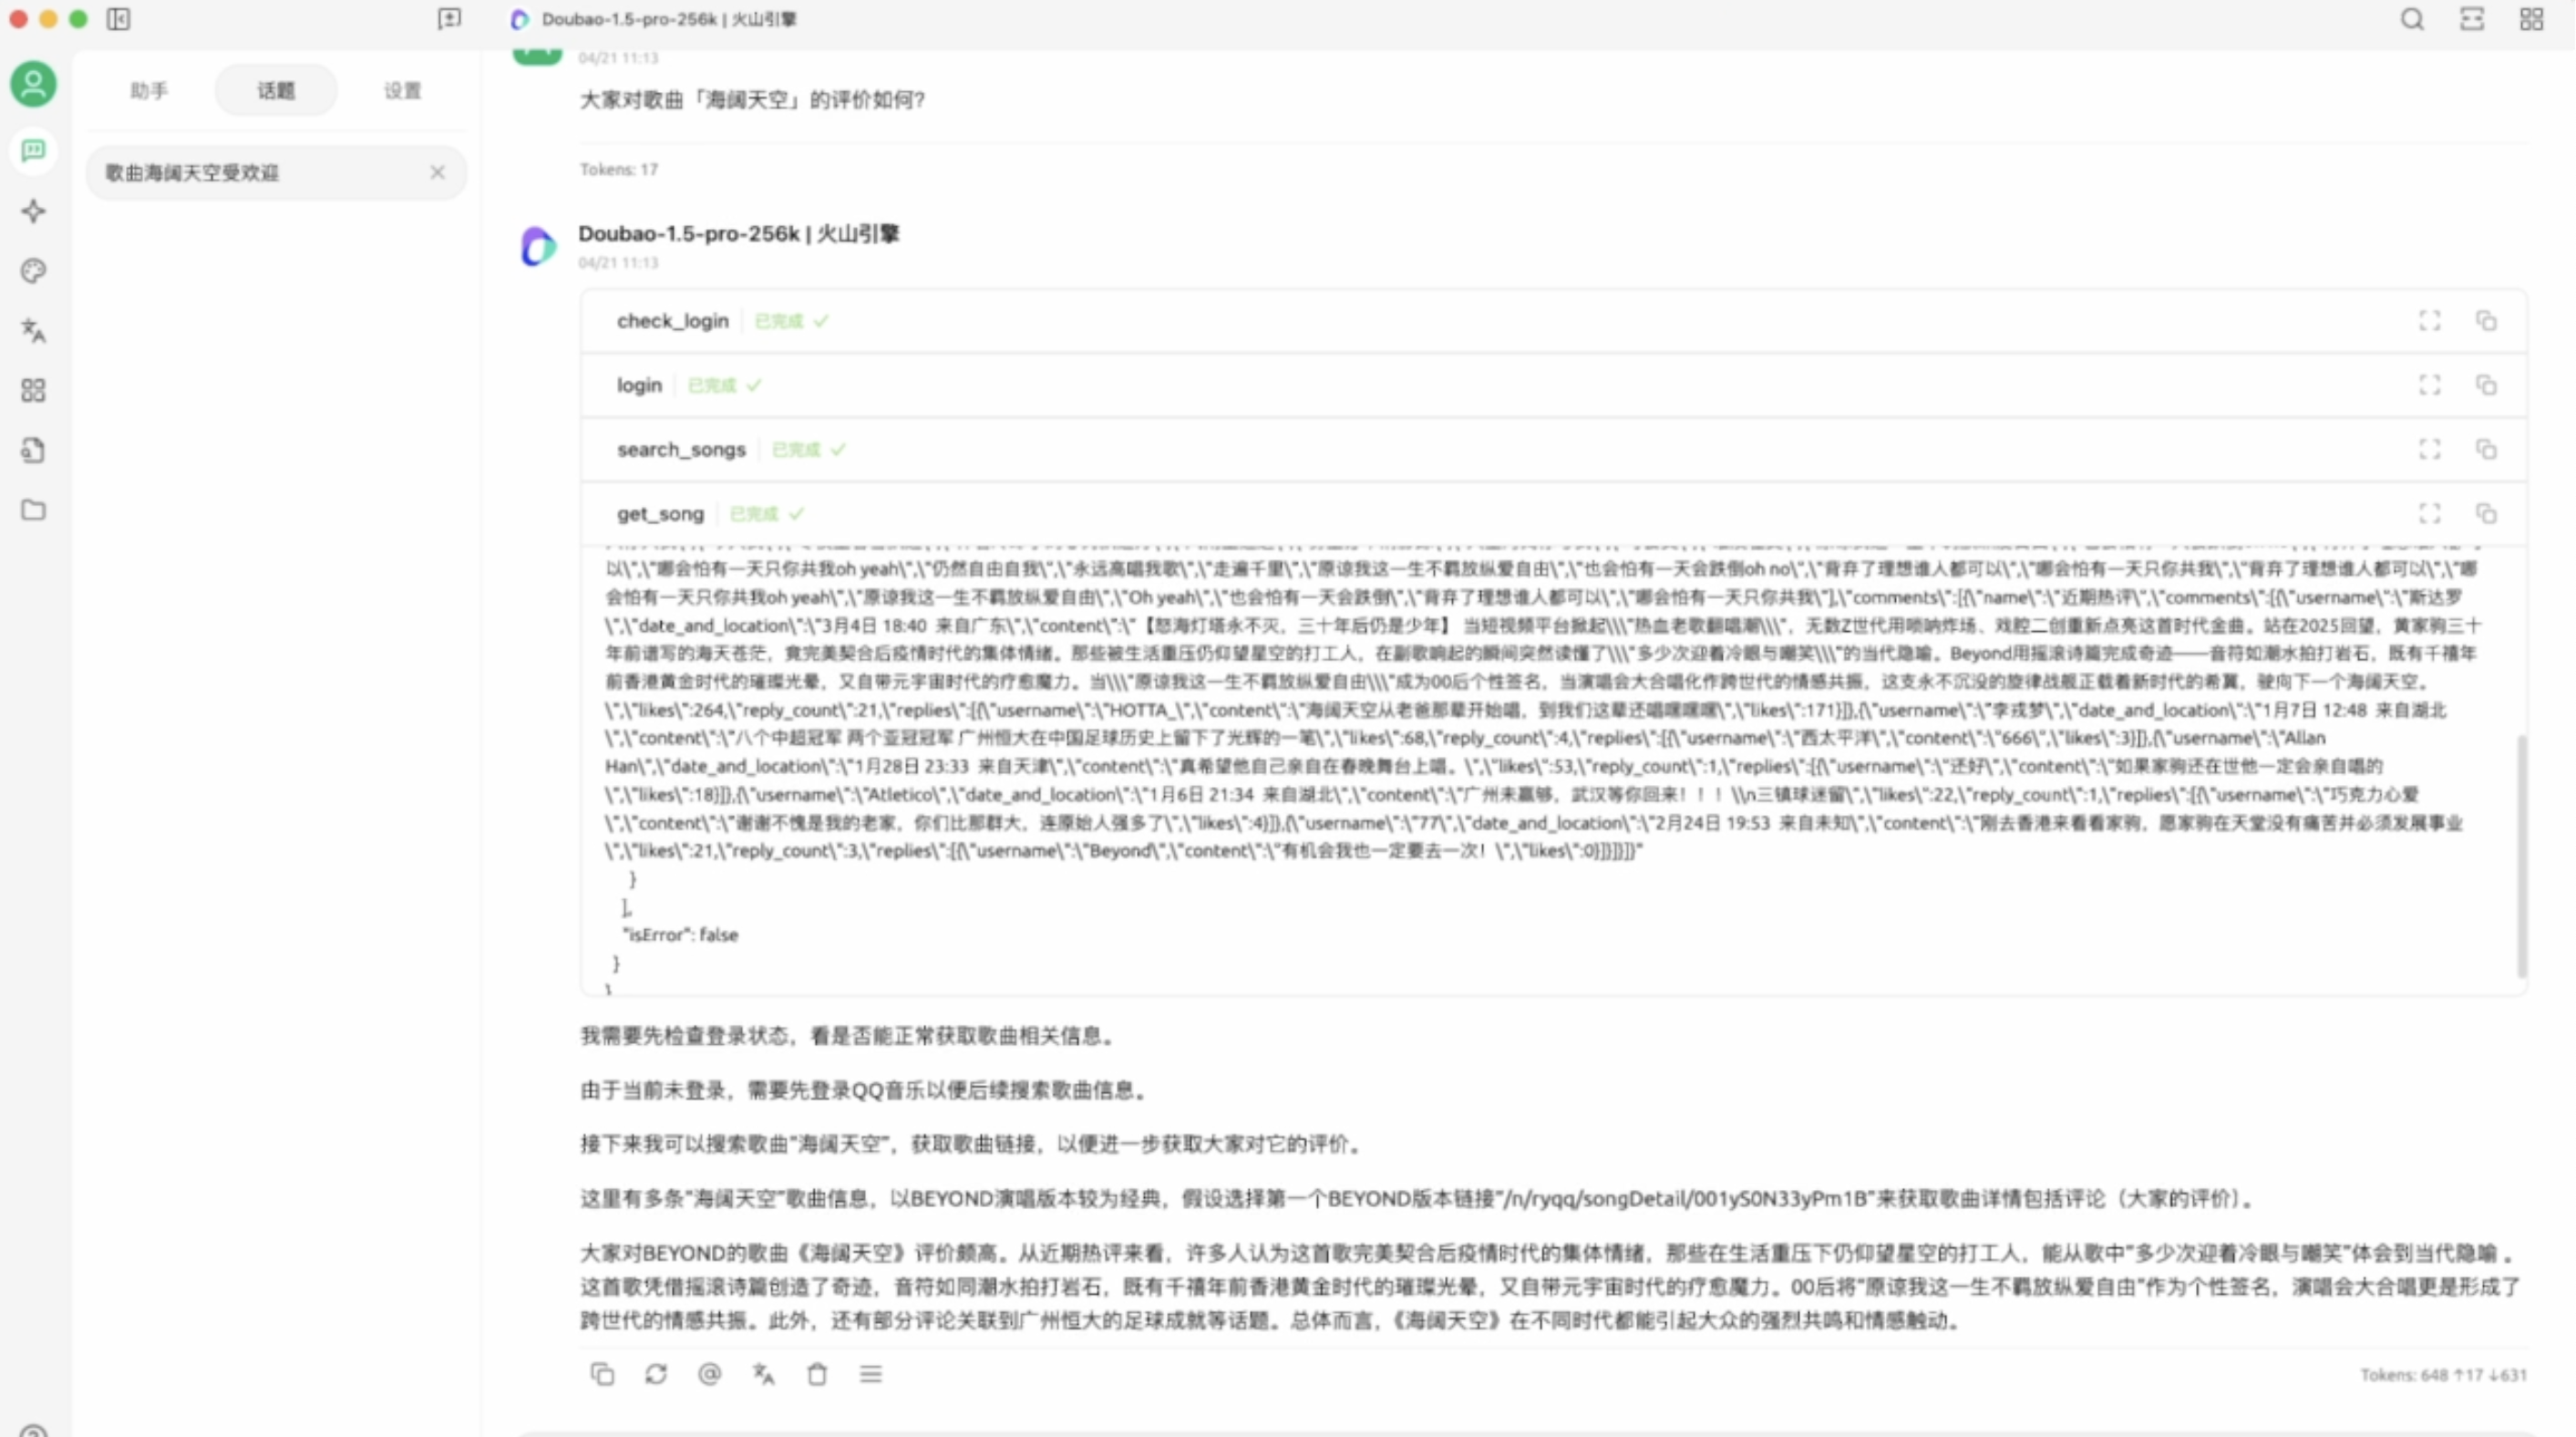 Doubao-1.5-pro-256k | 火山引擎
助手
话题
设置
歌曲海阔天空受欢迎
04/21 11:13
大家对歌曲「海阔天空」的评价如何?
Tokens: 17
Doubao-1.5-pro-256k | 火山引擎
04/21 11:13
check_login 已完成
login 已完成
search_songs 已完成
get_song 已完成
以\",\"哪会怕有一天只你共我oh yeah\",\"仍然自由自我\",\"永远高唱我歌\",\"走遍千里\",\"原谅我这一生不羁放纵爱自由\",\"也会怕有一天会跌倒oh no\",\"背弃了理想谁人都可以\",\"哪会怕有一天只你共我\",\"背弃了理想谁人都可以\",\"哪
会怕有一天只你共我oh yeah\",\"原谅我这一生不羁放纵爱自由\",\"Oh yeah\",\"也会怕有一天会跌倒\",\"背弃了理想谁人都可以\",\"哪会怕有一天只你共我\"],\"comments\":[{\"name\":\"近期热评\",\"comments\":[{\"username\":\"斯达罗
\",\"date_and_location\":\"3月4日 18:40 来自广东\",\"content\":\"【怒海灯塔永不灭，三十年后仍是少年】 当短视频平台掀起\\\"热血老歌翻唱潮\\\"，无数Z世代用唢呐炸场、戏腔二创重新点亮这首时代金曲。站在2025回望，黄家驹三十
年前谱写的海天苍茫，竟完美契合后疫情时代的集体情绪。那些被生活重压仍仰望星空的打工人，在副歌响起的瞬间突然读懂了\\\"多少次迎着冷眼与嘲笑\\\"的当代隐喻。Beyond用摇滚诗篇完成奇迹——音符如潮水拍打岩石，既有千禧年
前香港黄金时代的璀璨光晕，又自带元宇宙时代的疗愈魔力。当\\\"原谅我这一生不羁放纵爱自由\\\"成为00后个性签名，当演唱会大合唱化作跨世代的情感共振，这支永不沉没的旋律战舰正载着新时代的希翼，驶向下一个海阔天空。
\",\"likes\":264,\"reply_count\":21,\"replies\":[{\"username\":\"HOTTA_\",\"content\":\"海阔天空从老爸那辈开始唱，到我们这辈还唱嘿嘿嘿\",\"likes\":171}]},{\"username\":\"李戎梦\",\"date_and_location\":\"1月7日 12:48 来自湖北
\",\"content\":\"八个中超冠军 两个亚冠冠军 广州恒大在中国足球历史上留下了光辉的一笔\",\"likes\":68,\"reply_count\":4,\"replies\":[{\"username\":\"西太平洋\",\"content\":\"666\",\"likes\":3}]},{\"username\":\"Allan
Han\",\"date_and_location\":\"1月28日 23:33 来自天津\",\"content\":\"真希望他自己亲自在春晚舞台上唱。\",\"likes\":53,\"reply_count\":1,\"replies\":[{\"username\":\"还好\",\"content\":\"如果家驹还在世他一定会亲自唱的
\",\"likes\":18}]},{\"username\":\"Atletico\",\"date_and_location\":\"1月6日 21:34 来自湖北\",\"content\":\"广州未赢够，武汉等你回来！！！\\n三镇球迷留\",\"likes\":22,\"reply_count\":1,\"replies\":[{\"username\":\"巧克力心爱
\",\"content\":\"谢谢不愧是我的老家，你们比那群大，连原始人强多了\",\"likes\":4}]},{\"username\":\"77\",\"date_and_location\":\"2月24日 19:53 来自未知\",\"content\":\"刚去香港来看看家驹，愿家驹在天堂没有痛苦并必须发展事业
\",\"likes\":21,\"reply_count\":3,\"replies\":[{\"username\":\"Beyond\",\"content\":\"有机会我也一定要去一次！\",\"likes\":0}]}]}]}"
}
],
"isError": false
}
}
我需要先检查登录状态，看是否能正常获取歌曲相关信息。
由于当前未登录，需要先登录QQ音乐以便后续搜索歌曲信息。
接下来我可以搜索歌曲"海阔天空"，获取歌曲链接，以便进一步获取大家对它的评价。
这里有多条"海阔天空"歌曲信息，以BEYOND演唱版本较为经典，假设选择第一个BEYOND版本链接"/n/ryqq/songDetail/001yS0N33yPm1B"来获取歌曲详情包括评论（大家的评价）。
大家对BEYOND的歌曲《海阔天空》评价颇高。从近期热评来看，许多人认为这首歌完美契合后疫情时代的集体情绪，那些在生活重压下仍仰望星空的打工人，能从歌中"多少次迎着冷眼与嘲笑"体会到当代隐喻 。
这首歌凭借摇滚诗篇创造了奇迹，音符如同潮水拍打岩石，既有千禧年前香港黄金时代的璀璨光晕，又自带元宇宙时代的疗愈魔力。00后将"原谅我这一生不羁放纵爱自由"作为个性签名，演唱会大合唱更是形成了
跨世代的情感共振。此外，还有部分评论关联到广州恒大的足球成就等话题。总体而言，《海阔天空》在不同时代都能引起大众的强烈共鸣和情感触动。
Tokens: 648 ↑17 ↓631